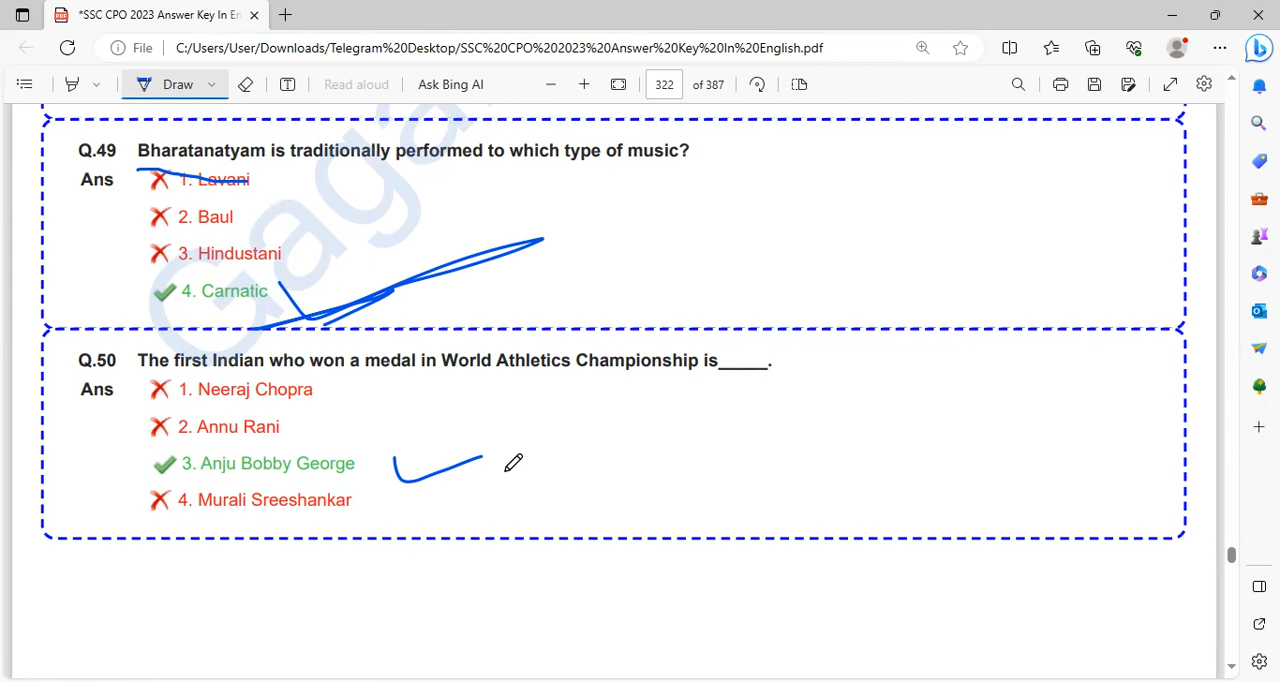 *SSC CPO 2023 Answer Key In En
File C:/Users/User/Downloads/Telegram%20Desktop/SSC%20CPO%202023%20Answer%20Key%20In%20English.pdf
Draw Read aloud Ask Bing AI 322 of 387
Q.49 Bharatanatyam is traditionally performed to which type of music?
Ans 1. Lavani
2. Baul
3. Hindustani
4. Carnatic
Gaga
Q.50 The first Indian who won a medal in World Athletics Championship is_____.
Ans 1. Neeraj Chopra
2. Annu Rani
3. Anju Bobby George
4. Murali Sreeshankar